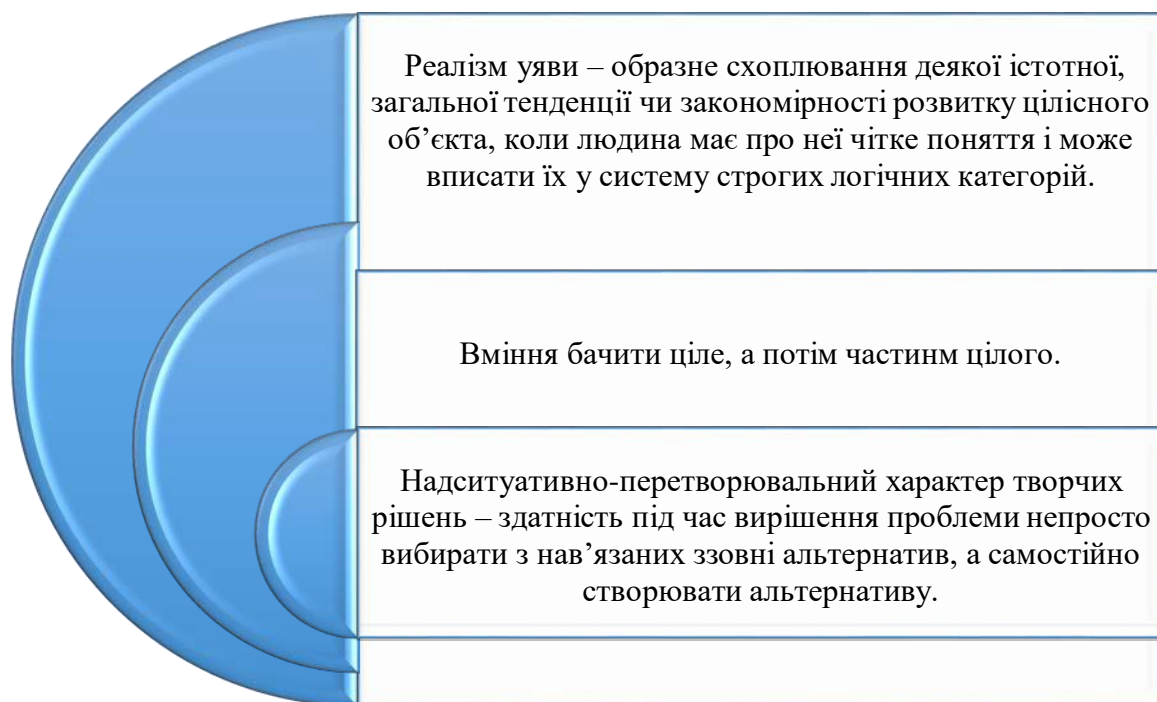 Реалізм уяви – образне схоплювання деякої істотної,
загальної тенденції чи закономірності розвитку цілісного
об’єкта, коли людина має про неї чітке поняття і може
вписати їх у систему строгих логічних категорій.
Вміння бачити ціле, а потім частинм цілого.
Надситуативно-перетворювальний характер творчих
рішень – здатність під час вирішення проблеми непросто
вибирати з нав’язаних ззовні альтернатив, а самостійно
створювати альтернативу.